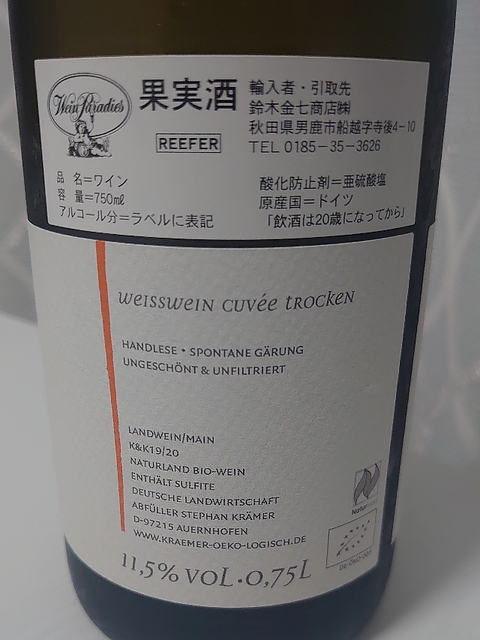 Wein Paradies
果実酒
REEFER
輸入者・引取先
鈴木金七商店㈱
秋田県男鹿市船越字寺後4-10
TEL 0185-35-3626
品 名=ワイン
容 量=750㎖
アルコール分=ラベルに表記
酸化防止剤=亜硫酸塩
原産国=ドイツ
「飲酒は20歳になってから」
weisswein cuvée trocken
HANDLESE • SPONTANE GÄRUNG
UNGESCHÖNT & UNFILTRIERT
LANDWEIN/MAIN
K&K19/20
NATURLAND BIO-WEIN
ENTHÄLT SULFITE
DEUTSCHE LANDWIRTSCHAFT
ABFÜLLER STEPHAN KRÄMER
D-97215 AUERNHOFEN
WWW.KRAEMER-OEKO-LOGISCH.DE
11,5% VOL.0,75L